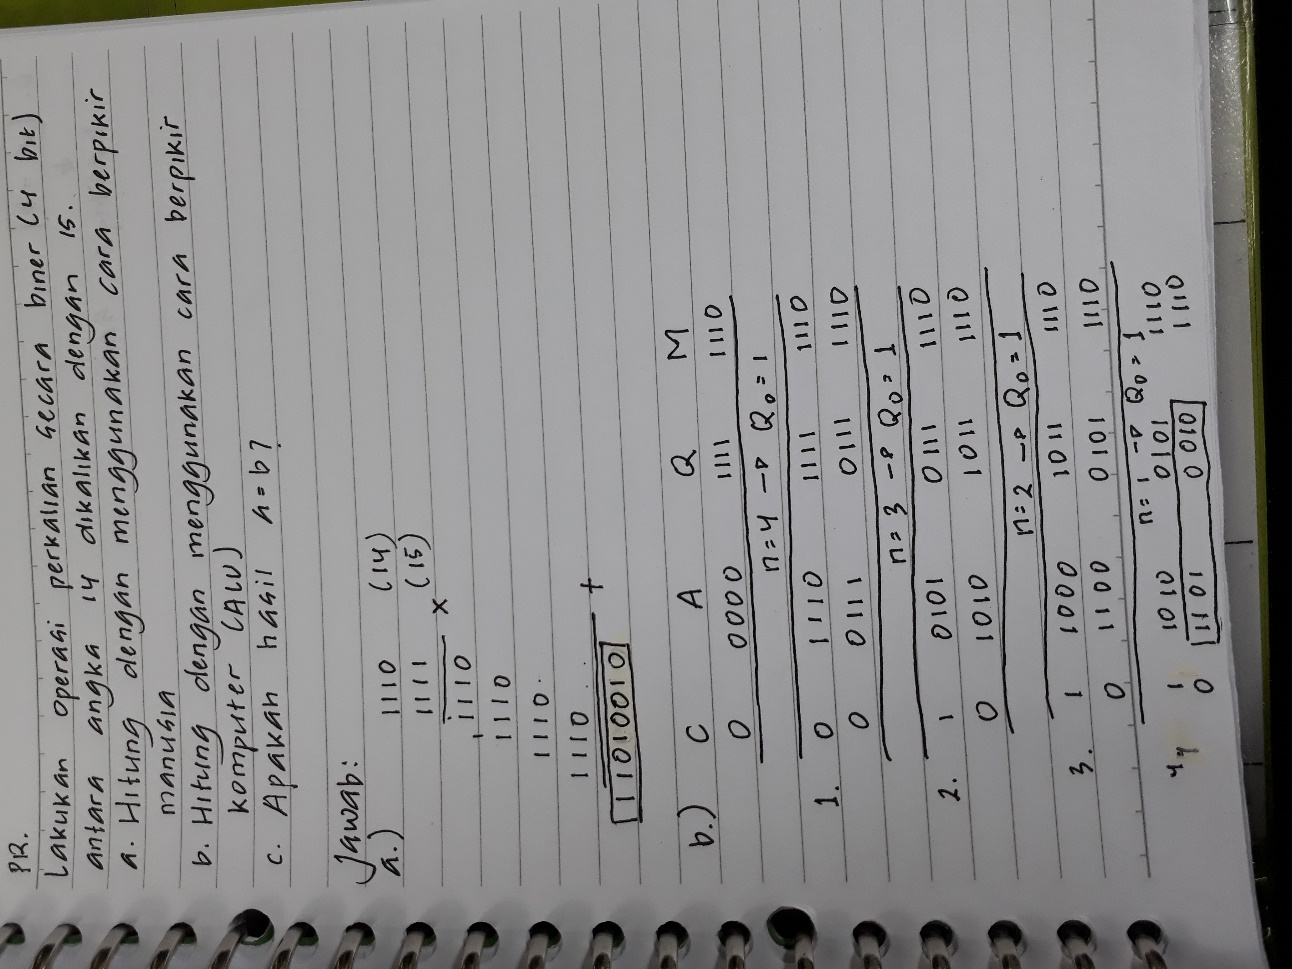 PR.
Lakukan operasi perkalian secara biner (4 bit)
antara angka 14 dikalikan dengan 15.
a. Hitung dengan menggunakan cara berpikir
manusia
b. Hitung dengan menggunakan cara berpikir
komputer (ALU)
c. Apakah hasil a=b?
Jawab:
a.) 1110 (14)
1111 (15)
x
1110
1110
1110.
1110 . .
+
11010010
b.) C A Q M
0 0000 1111 1110
n=4 → Q₀=1
1. 0 1110 1111 1110
0 0111 0111 1110
n=3 → Q₀=1
2. 1 0101 0111 1110
0 1010 1011 1110
n=2 → Q₀=1
3. 1 1000 1011 1110
0 1100 0101 1110
n=1 → Q₀=1
4. 1 1010 0101 1110
0 1101 0010 1110